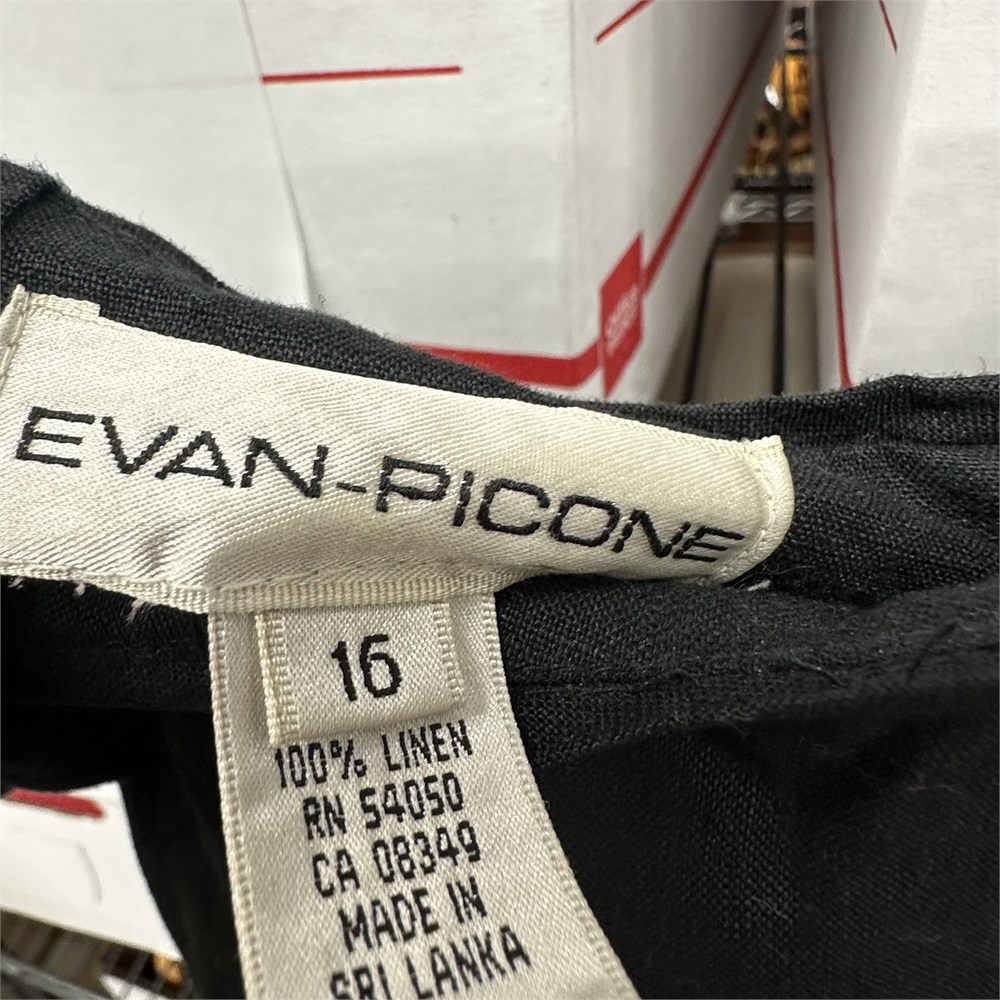 EVAN-PICONE
16
100% LINEN
RN 54050
CA 08349
MADE IN
SRI LANKA